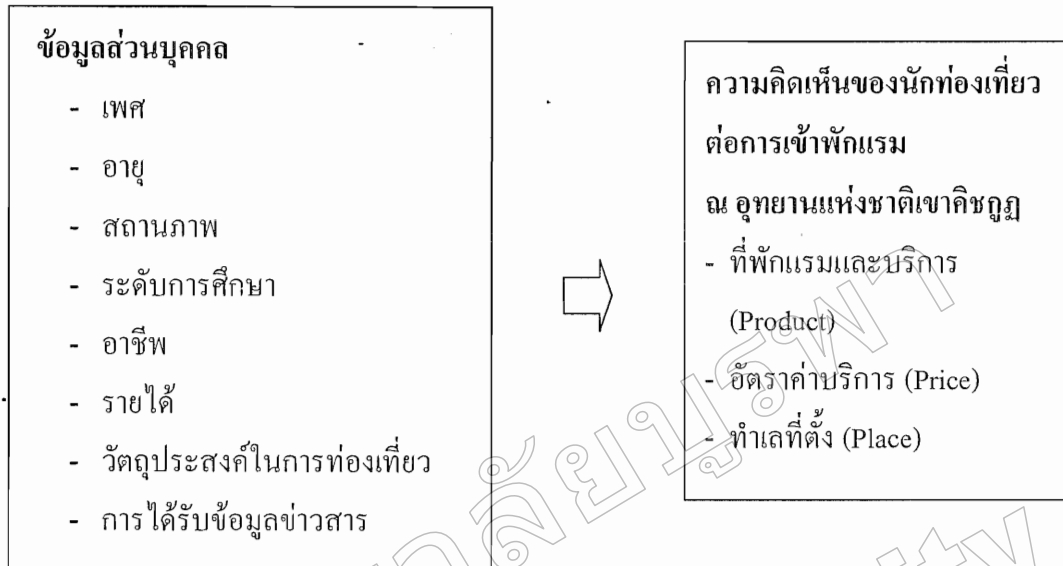 ข้อมูลส่วนบุคคล
- เพศ
- อายุ
- สถานภาพ
- ระดับการศึกษา
- อาชีพ
- รายได้
- วัตถุประสงค์ในการท่องเที่ยว
- การได้รับข้อมูลข่าวสาร
ความคิดเห็นของนักท่องเที่ยว
ต่อการเข้าพักแรม
ณ อุทยานแห่งชาติเขาคิชกูฏ
- ที่พักแรมและบริการ
(Product)
- อัตราค่าบริการ (Price)
- ทำเลที่ตั้ง (Place)